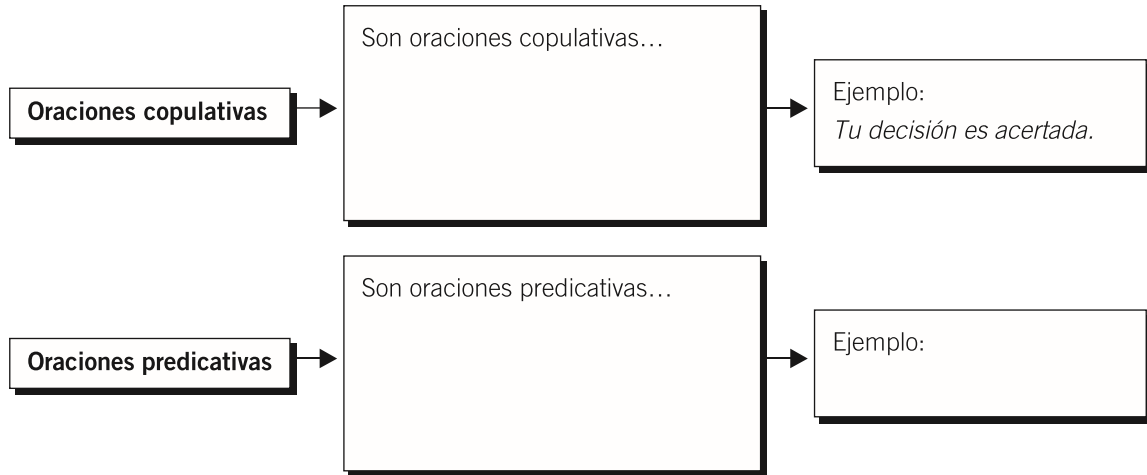 Son oraciones copulativas…
Oraciones copulativas
Ejemplo:
Tu decisión es acertada.
Son oraciones predicativas…
Oraciones predicativas
Ejemplo: